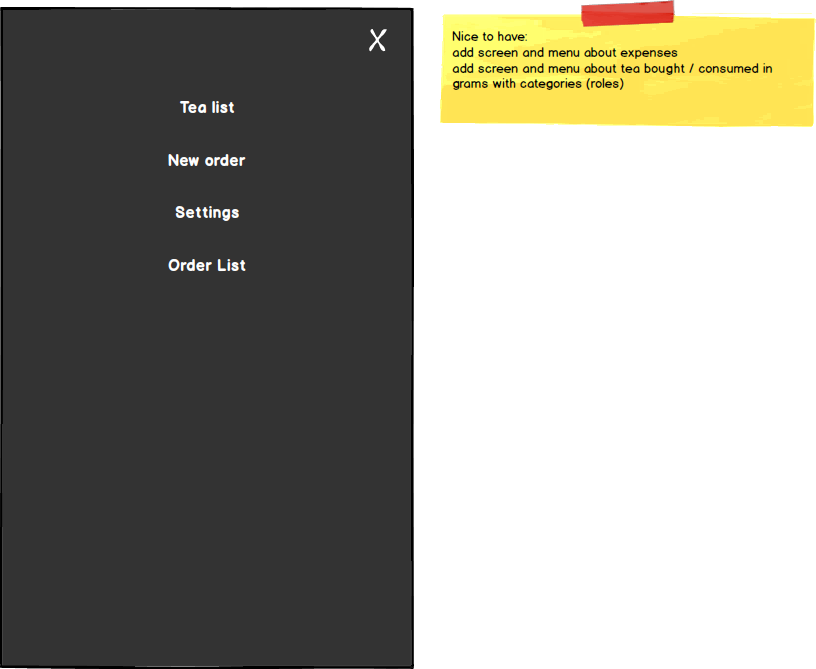 X
Tea list
New order
Settings
Order List
Nice to have:
add screen and menu about expenses
add screen and menu about tea bought / consumed in
grams with categories (roles)